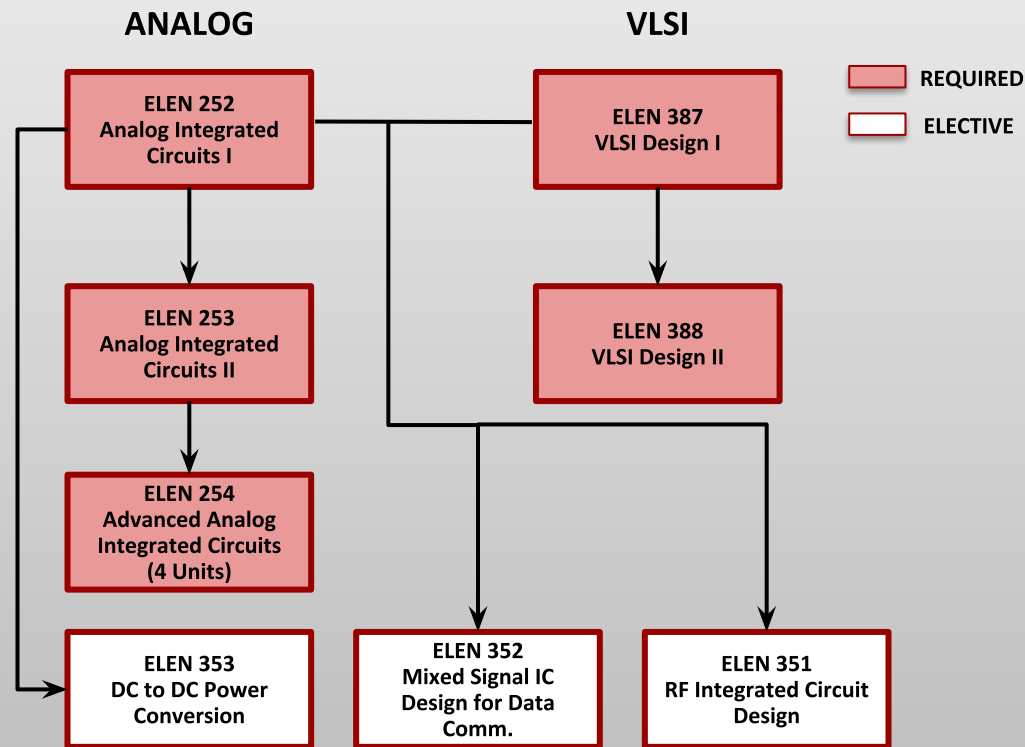 ANALOG
VLSI
REQUIRED
ELECTIVE
ELEN 252
Analog Integrated
Circuits I
ELEN 387
VLSI Design I
ELEN 253
Analog Integrated
Circuits II
ELEN 388
VLSI Design II
ELEN 254
Advanced Analog
Integrated Circuits
(4 Units)
ELEN 353
DC to DC Power
Conversion
ELEN 352
Mixed Signal IC
Design for Data
Comm.
ELEN 351
RF Integrated Circuit
Design